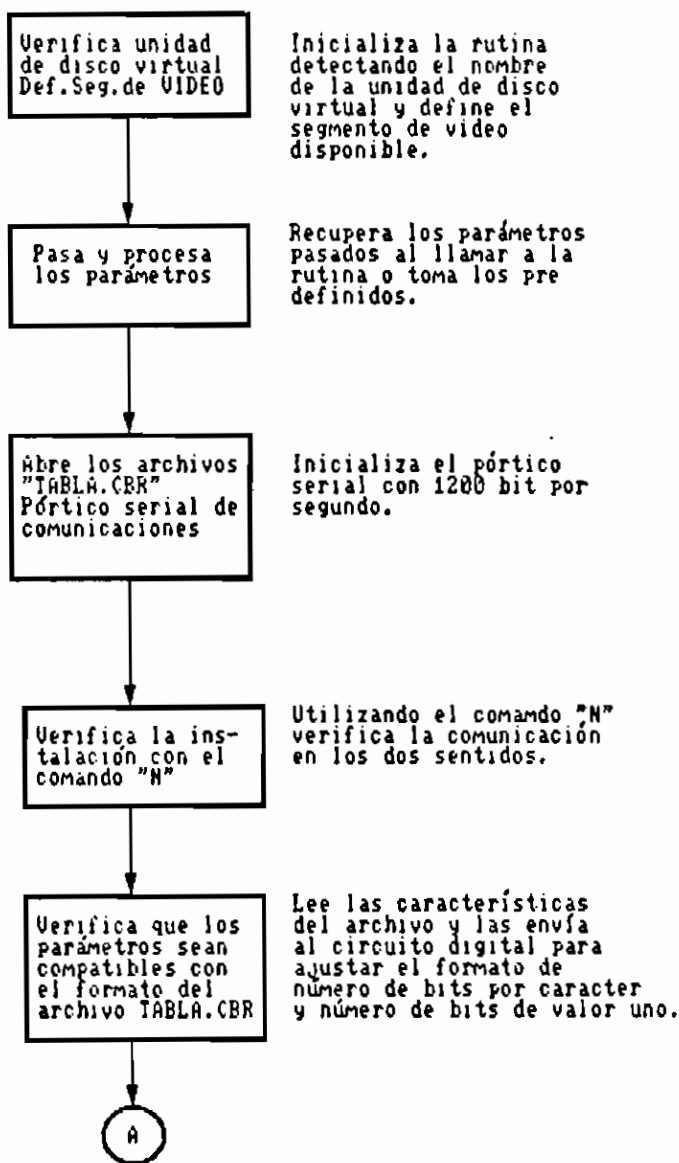 Verifica unidad
de disco virtual
Def.Seg.de VIDEO
Inicializa la rutina
detectando el nombre
de la unidad de disco
virtual y define el
segmento de video
disponible.
Pasa y procesa
los parámetros
Recupera los parámetros
pasados al llamar a la
rutina o toma los pre
definidos.
Abre los archivos
"TABLA.CBR"
Pórtico serial de
comunicaciones
Inicializa el pórtico
serial con 1200 bit por
segundo.
Verifica la ins-
talación con el
comando "N"
Utilizando el comando "N"
verifica la comunicación
en los dos sentidos.
Verifica que los
parámetros sean
compatibles con
el formato del
archivo TABLA.CBR
Lee las características
del archivo y las envía
al circuito digital para
ajustar el formato de
número de bits por caracter
y número de bits de valor uno.
A